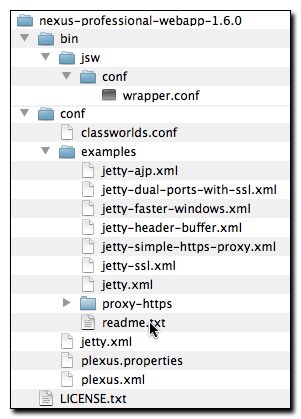 nexus-professional-webapp-1.6.0
bin
jsw
conf
wrapper.conf
conf
classworlds.conf
examples
jetty-ajp.xml
jetty-dual-ports-with-ssl.xml
jetty-faster-windows.xml
jetty-header-buffer.xml
jetty-simple-https-proxy.xml
jetty-ssl.xml
jetty.xml
proxy-https
readme.txt
jetty.xml
plexus.properties
plexus.xml
LICENSE.txt